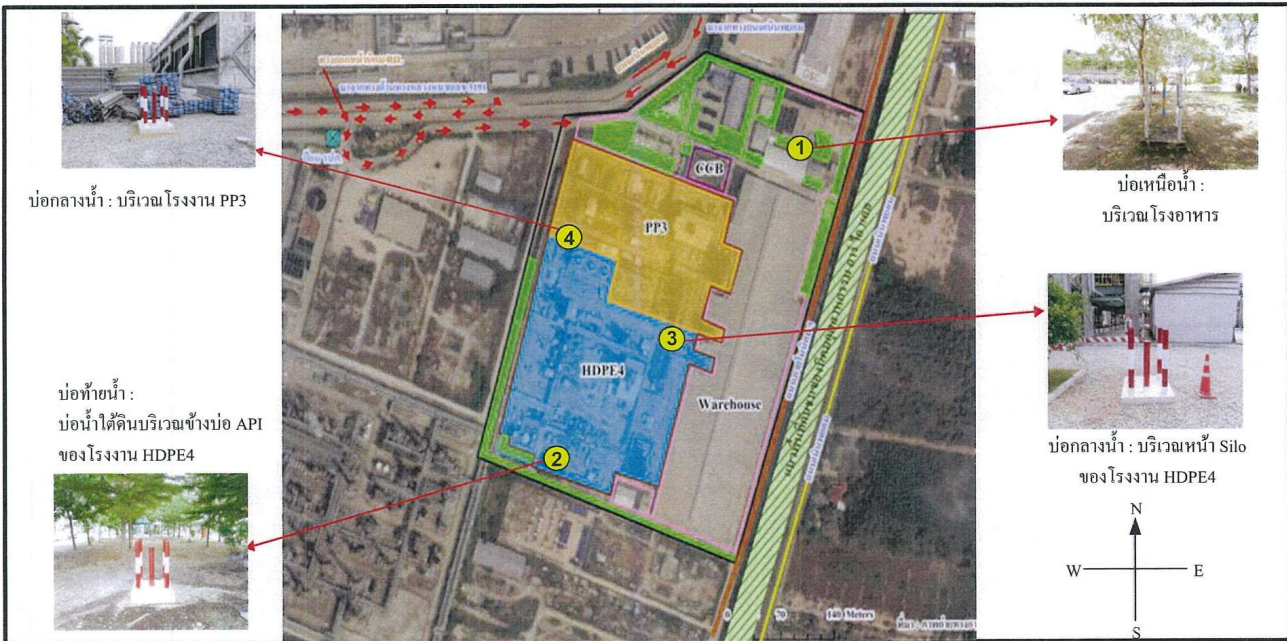 บ่อกลางน้ำ : บริเวณโรงงาน PP3
บ่อท้ายน้ำ :
บ่อน้ำใต้ดินบริเวณข้างบ่อ API
ของโรงงาน HDPE4
CCB
PP3
HDPE4
Warehouse
1
4
3
2
0 70 140 Meters
บ่อเหนือน้ำ :
บริเวณโรงอาหาร
บ่อกลางน้ำ : บริเวณหน้า Silo
ของโรงงาน HDPE4
N
W E
S